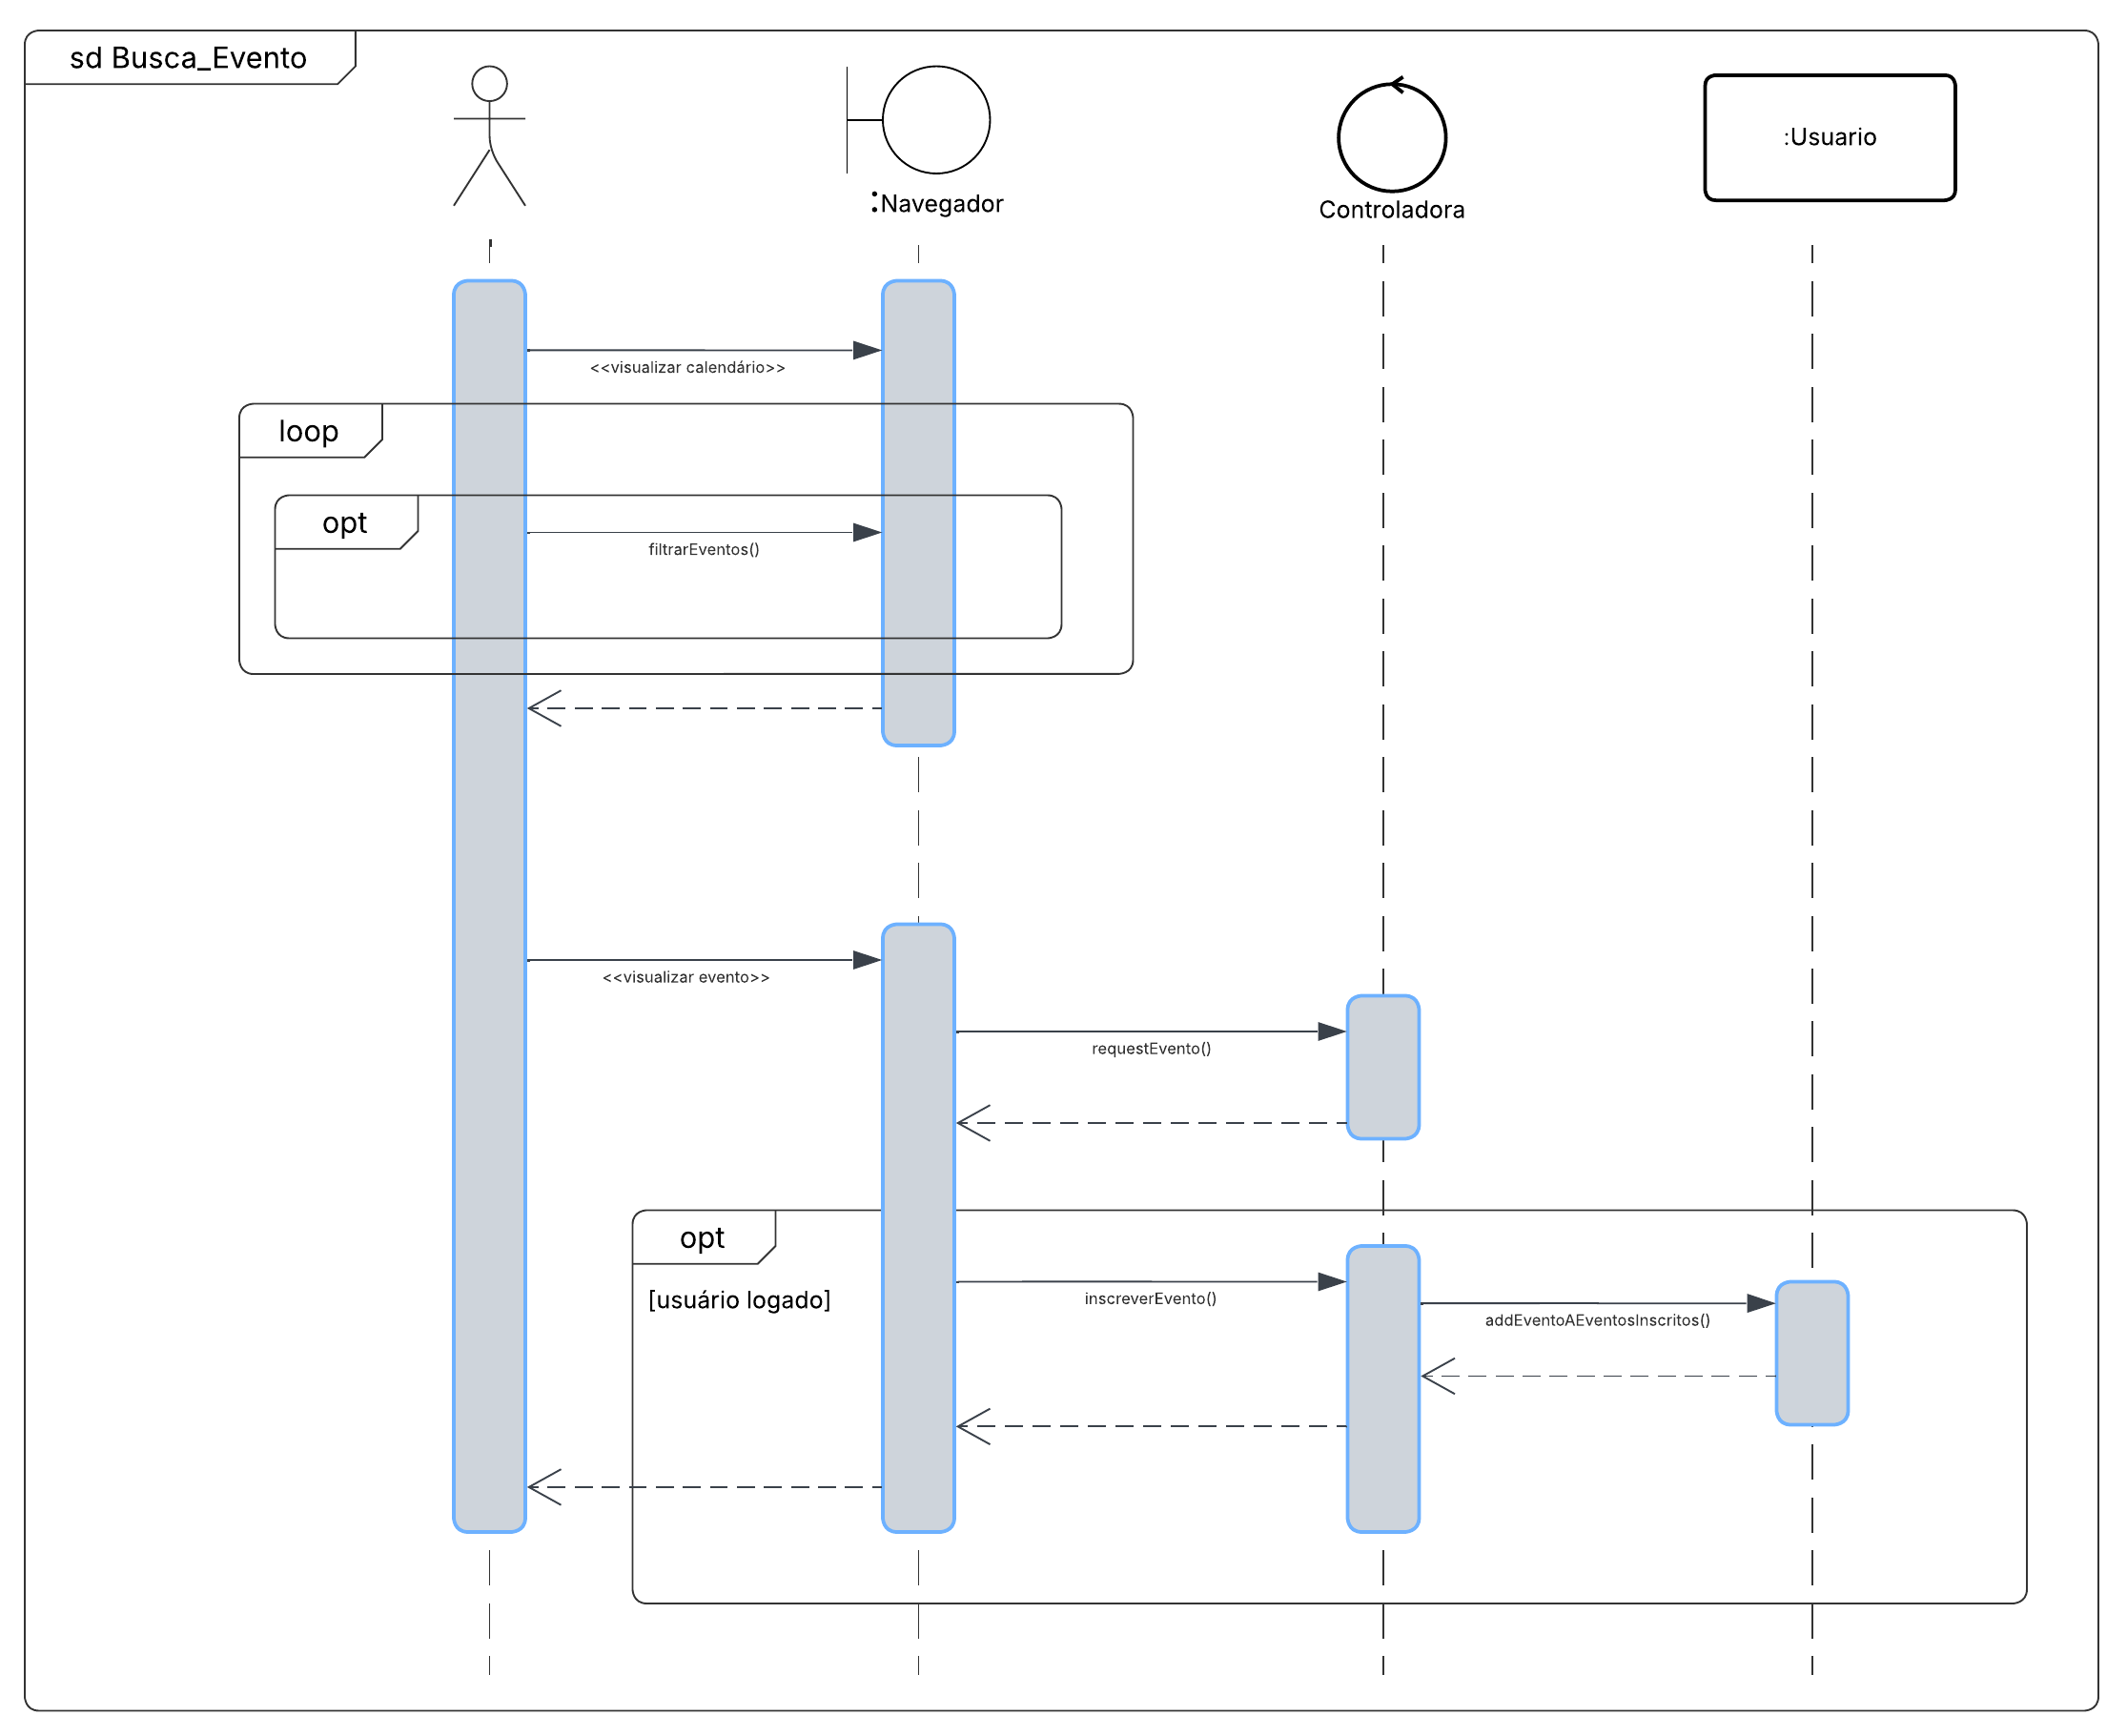 sd Busca_Evento
:Navegador
Controladora
:Usuario
<<visualizar calendário>>
loop
opt
filtrarEventos()
<<visualizar evento>>
requestEvento()
opt
[usuário logado]
inscreverEvento()
addEventoAEventosInscritos()